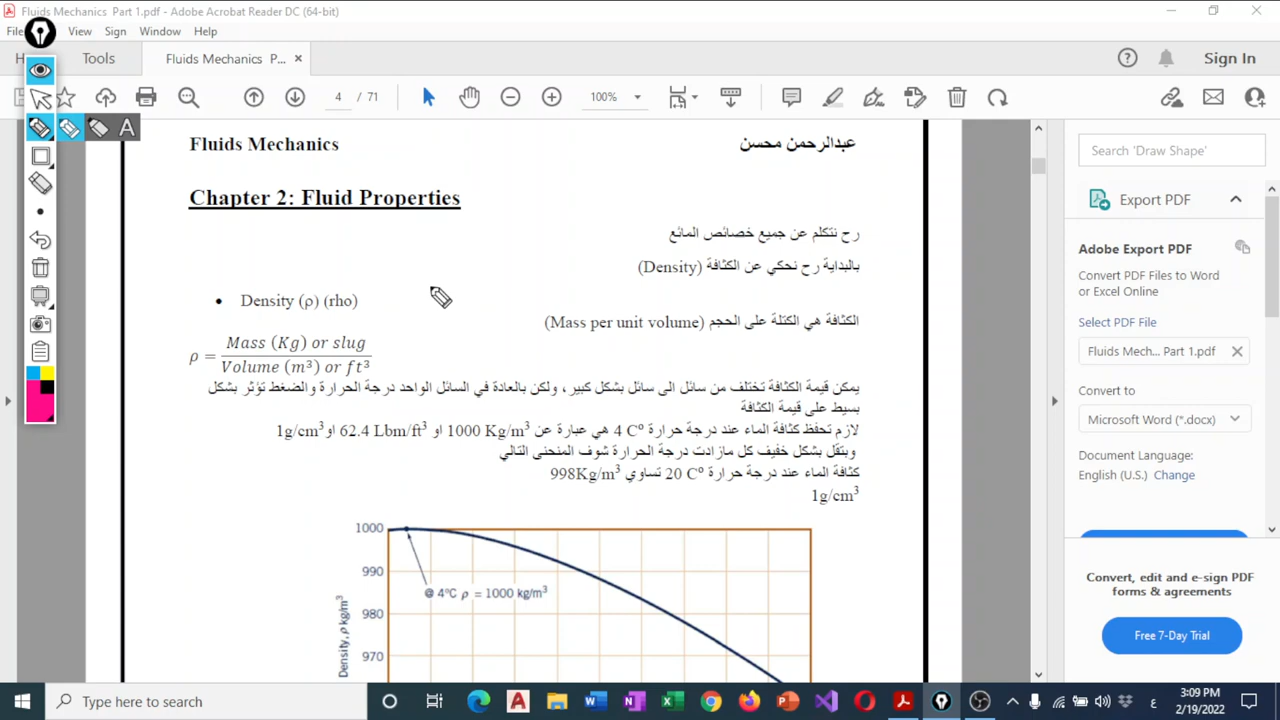 Fluids Mechanics Part 1.pdf - Adobe Acrobat Reader DC (64-bit)
File View Sign Window Help
Tools
Fluids Mechanics P... ×
Sign In
4 / 71
100%
A
Fluids Mechanics
عبدالرحمن محسن
Chapter 2: Fluid Properties
رح نتكلم عن جميع خصائص المائع
بالبداية رح نحكي عن الكثافة (Density)
• Density (ρ) (rho)
الكثافة هي الكتلة على الحجم (Mass per unit volume)
ρ = Mass (Kg) or slug / Volume (m³) or ft³
يمكن قيمة الكثافة تختلف من سائل الى سائل بشكل كبير ، ولكن بالعادة في السائل الواحد درجة الحرارة والضغط تؤثر بشكل
بسيط على قيمة الكثافة
لازم تحفظ كثافة الماء عند درجة حرارة 4 Cº هي عبارة عن 1000 Kg/m³ او 62.4 Lbm/ft³ او 1g/cm³
وبتقل بشكل خفيف كل مازادت درجة الحرارة شوف المنحنى التالي
كثافة الماء عند درجة حرارة 20 Cº تساوي 998Kg/m³
1g/cm³
1000
990
@ 4°C ρ = 1000 kg/m³
980
970
Density, ρ kg/m³
Search 'Draw Shape'
Export PDF
Adobe Export PDF
Convert PDF Files to Word
or Excel Online
Select PDF File
Fluids Mech... Part 1.pdf ×
Convert to
Microsoft Word (*.docx)
Document Language:
English (U.S.) Change
Convert, edit and e-sign PDF
forms & agreements
Free 7-Day Trial
Type here to search
ع
3:09 PM
2/19/2022